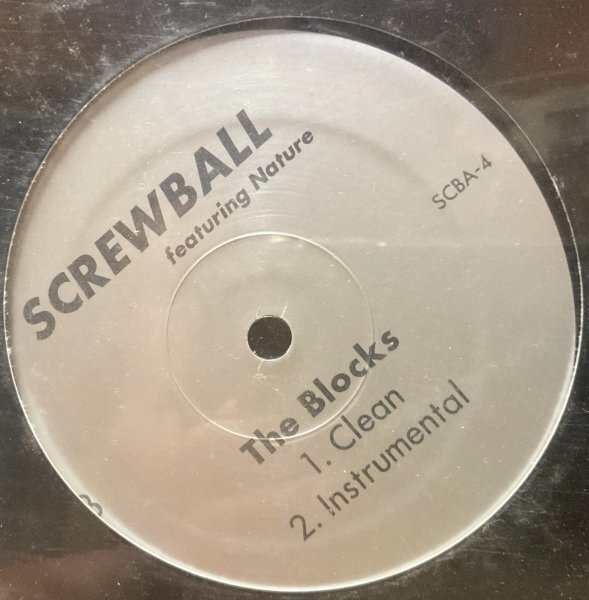 SCREWBALL
featuring Nature
SCBA-4
The Blocks
1. Clean
2. Instrumental